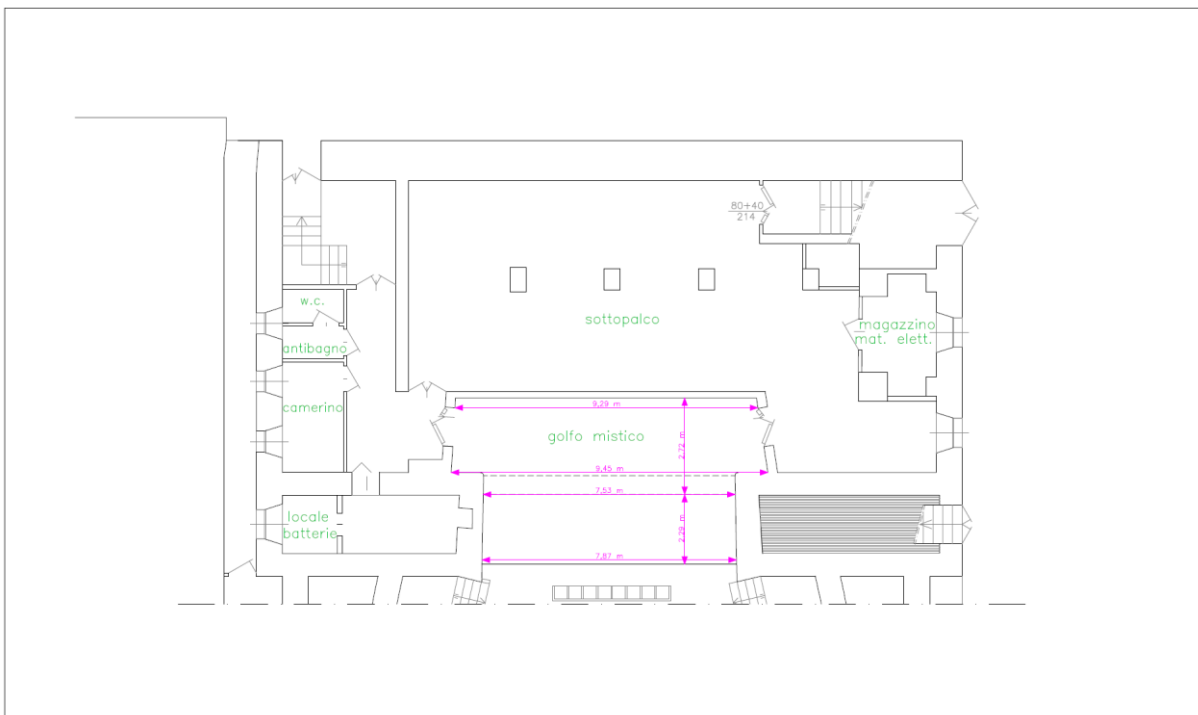 80+40
214
w.c.
sottopalco
magazzino
mat. elett.
antibagno
camerino
9,29 m
golfo mistico
2,72 m
9,45 m
7,53 m
locale
batterie
2,29 m
7,87 m